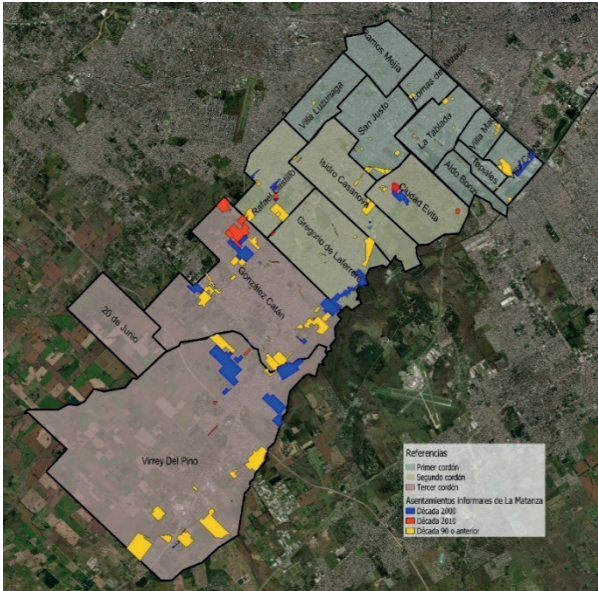 Ramos Mejía
Lomas del Mirador
Villa Luzuriaga
San Justo
La Tablada
Villa Madero
Tapiales
Aldo Bonzi
Isidro Casanova
Ciudad Evita
Rafael Castillo
Gregorio de Laferrere
González Catán
20 de Junio
Virrey Del Pino
Referencias
Primer cordón
Segundo cordón
Tercer cordón
Asentamientos Informales de La Matanza
Década 2000
Década 2010
Década 90 o anterior